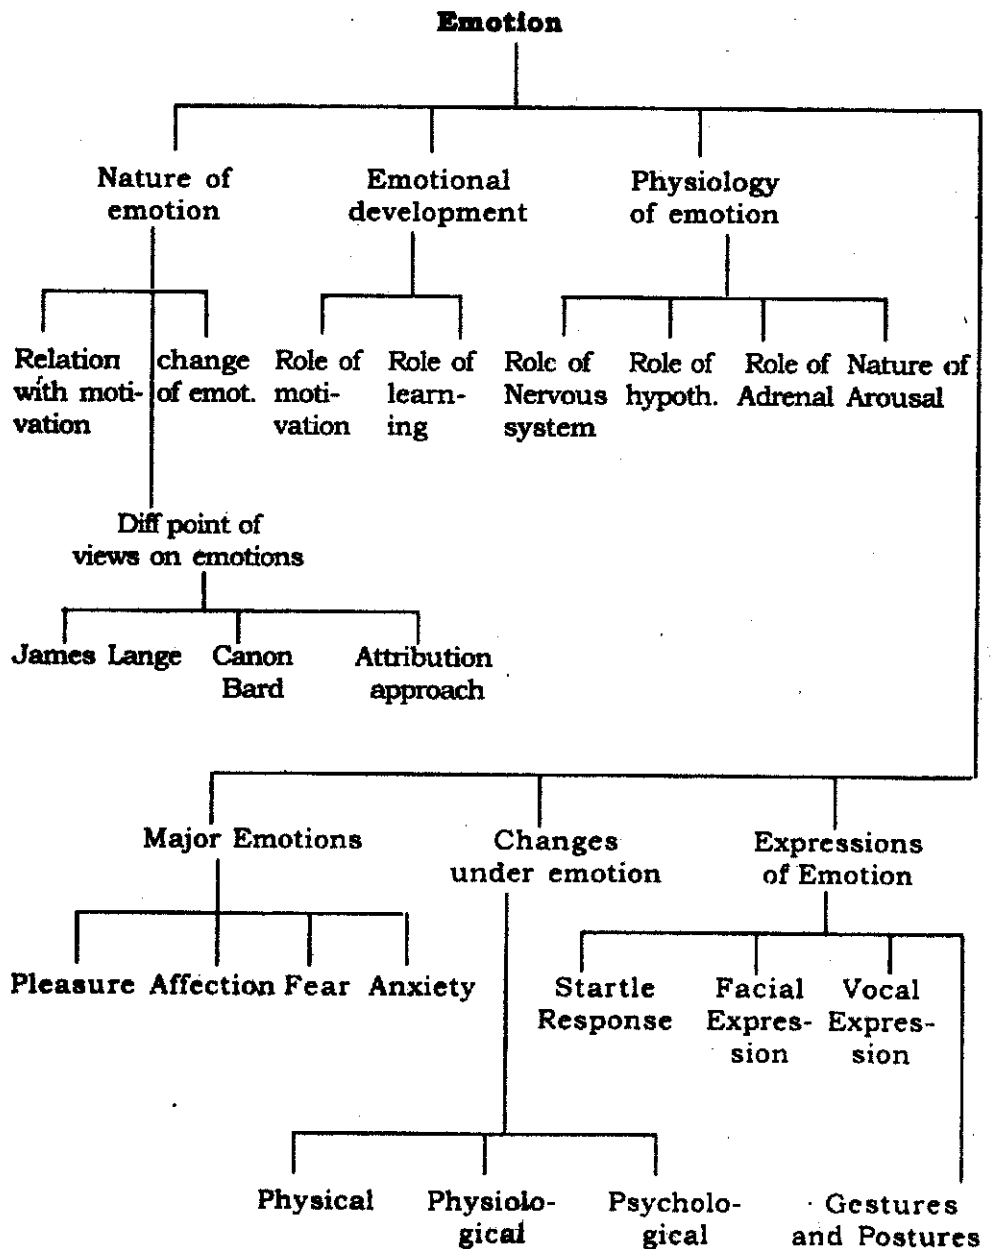 Emotion
Nature of
emotion
Emotional
development
Physiology
of emotion
Relation
with moti-
vation
change
of emot.
Role of
moti-
vation
Role of
learn-
ing
Role of
Nervous
system
Role of
hypoth.
Role of
Adrenal
Nature of
Arousal
Diff point of
views on emotions
James Lange
Canon
Bard
Attribution
approach
Major Emotions
Changes
under emotion
Expressions
of Emotion
Pleasure
Affection
Fear
Anxiety
Startle
Response
Facial
Expres-
sion
Vocal
Expres-
sion
Physical
Physiolo-
gical
Psycholo-
gical
Gestures
and Postures